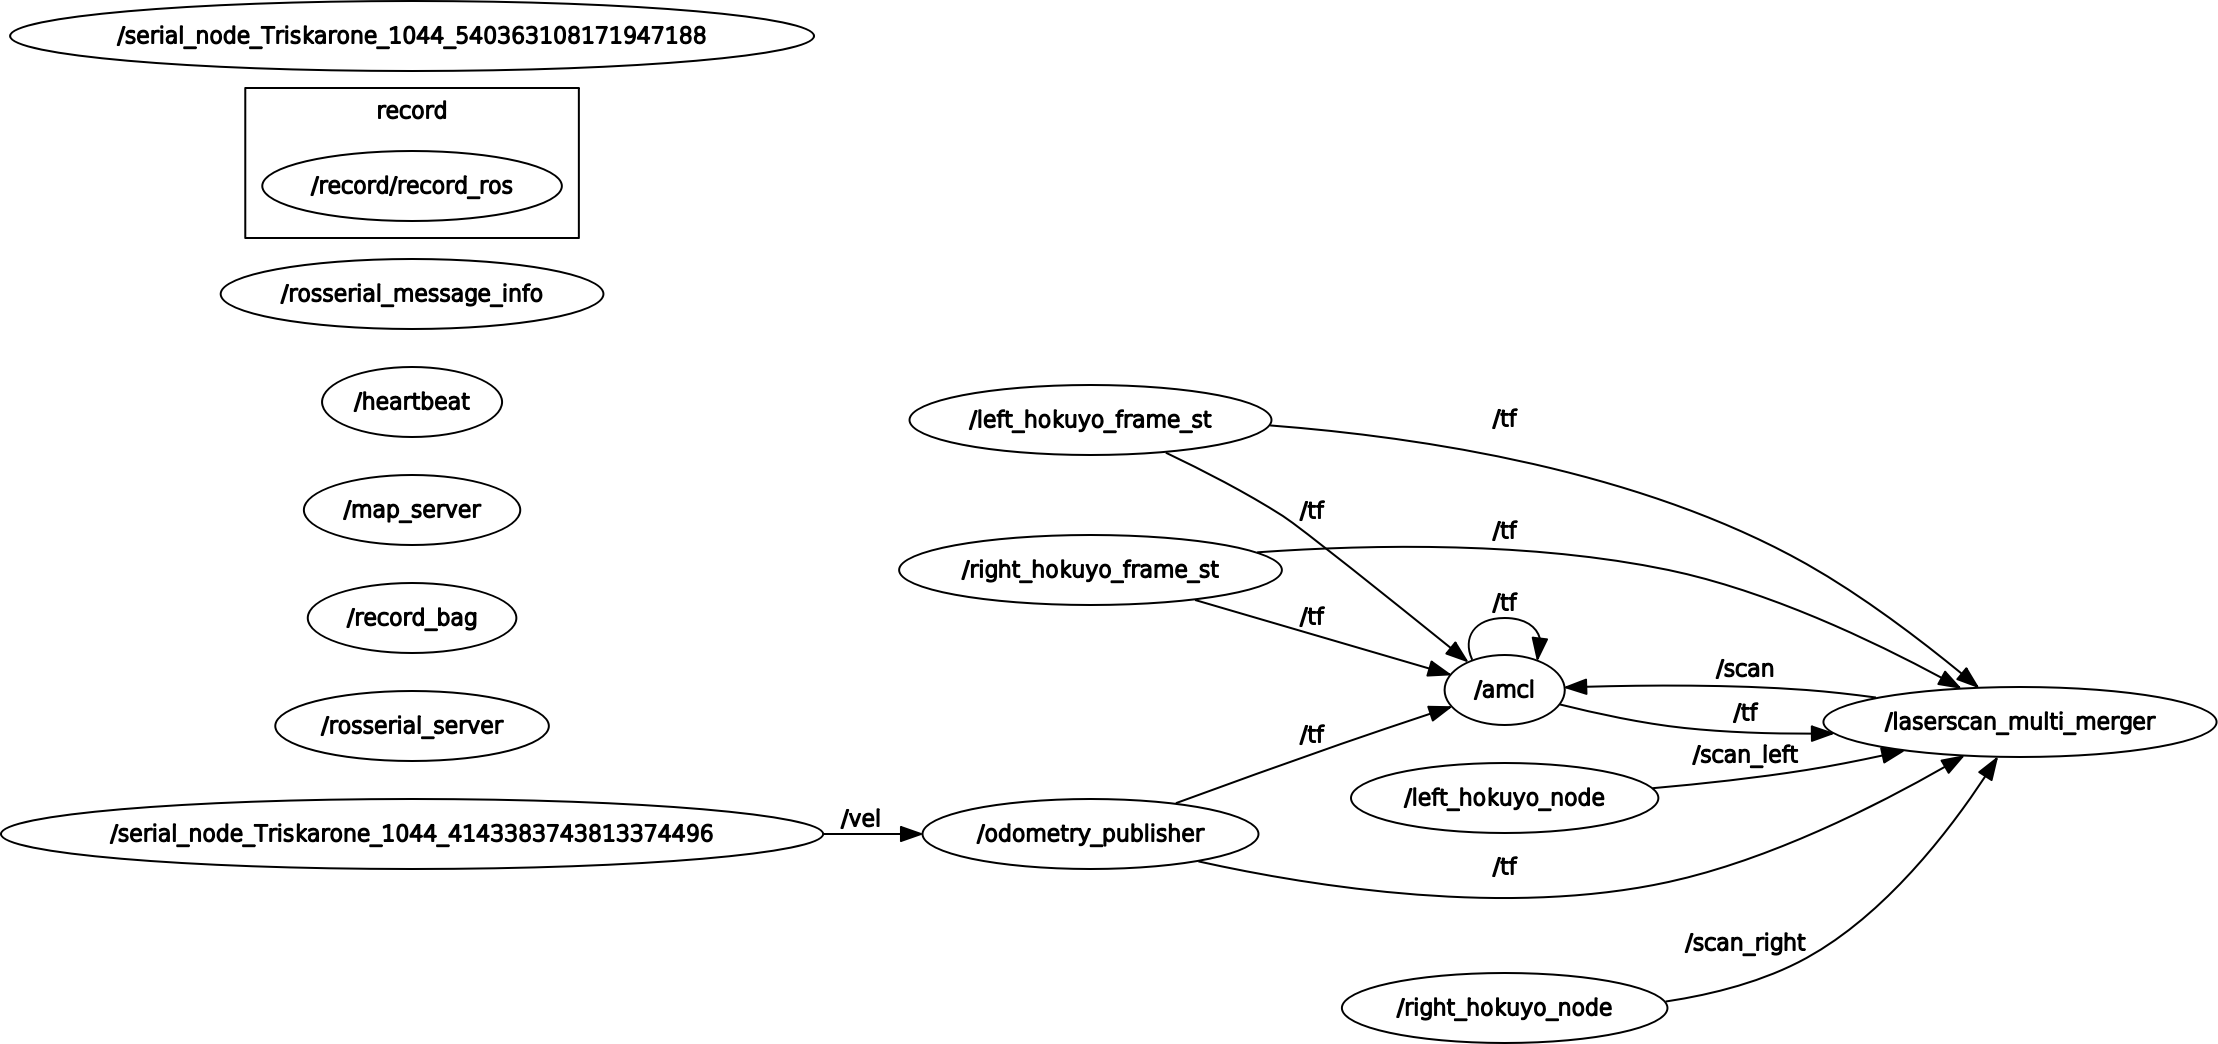 /serial_node_Triskarone_1044_540363108171947188
record
/record/record_ros
/rosserial_message_info
/heartbeat
/map_server
/record_bag
/rosserial_server
/serial_node_Triskarone_1044_4143383743813374496
/vel
/left_hokuyo_frame_st
/right_hokuyo_frame_st
/odometry_publisher
/tf
/tf
/tf
/tf
/tf
/tf
/amcl
/left_hokuyo_node
/tf
/right_hokuyo_node
/scan
/tf
/scan_left
/scan_right
/laserscan_multi_merger